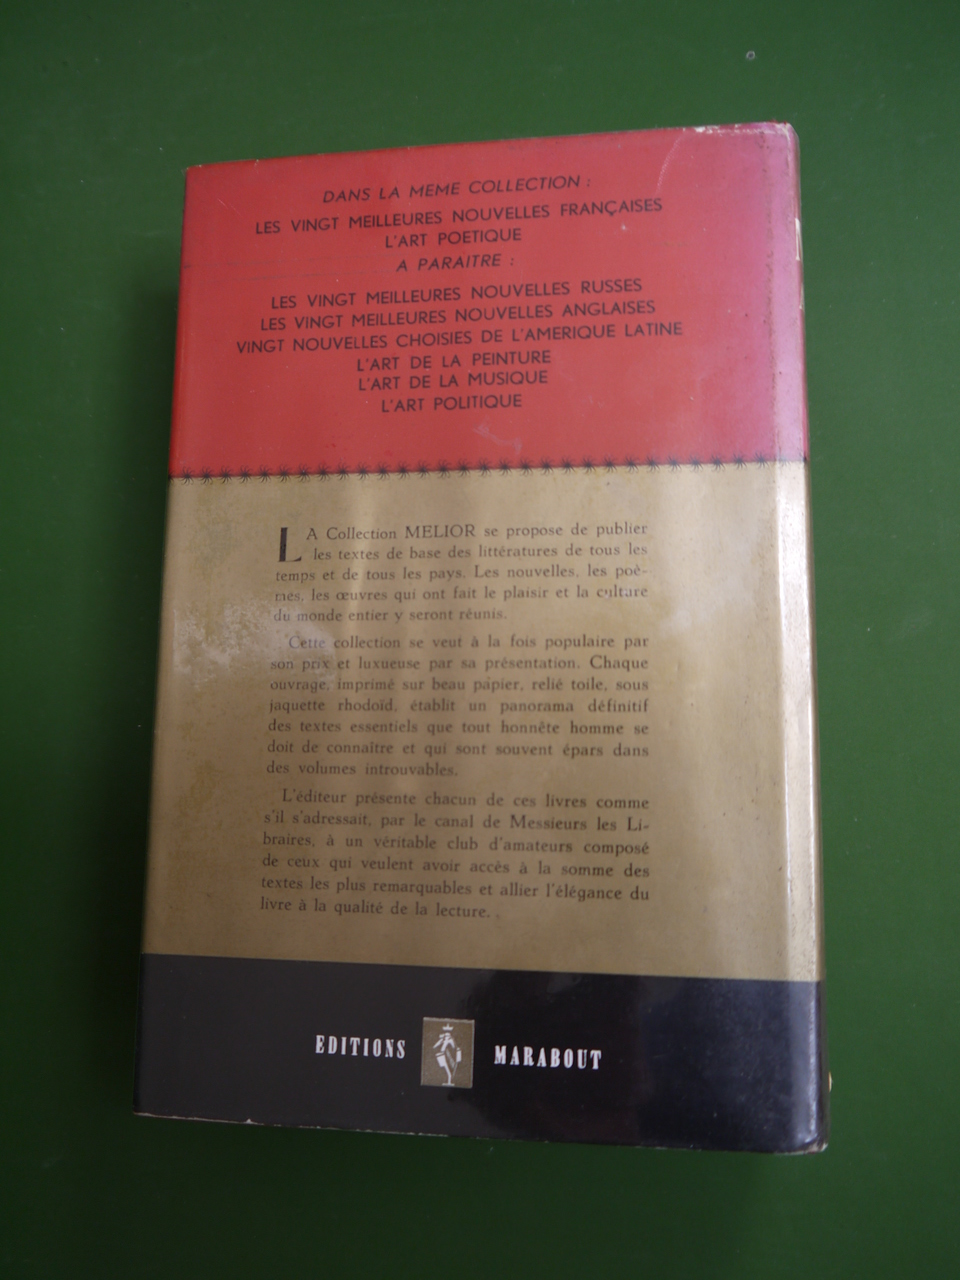 DANS LA MEME COLLECTION :
LES VINGT MEILLEURES NOUVELLES FRANÇAISES
L'ART POETIQUE
A PARAITRE :
LES VINGT MEILLEURES NOUVELLES RUSSES
LES VINGT MEILLEURES NOUVELLES ANGLAISES
VINGT NOUVELLES CHOISIES DE L'AMERIQUE LATINE
L'ART DE LA PEINTURE
L'ART DE LA MUSIQUE
L'ART POLITIQUE
LA Collection MELIOR se propose de publier
les textes de base des littératures de tous les
temps et de tous les pays. Les nouvelles, les poè-
mes, les œuvres qui ont fait le plaisir et la culture
du monde entier y seront réunis.
Cette collection se veut à la fois populaire par
son prix et luxueuse par sa présentation. Chaque
ouvrage, imprimé sur beau papier, relié toile, sous
jaquette rhodoïd, établit un panorama définitif
des textes essentiels que tout honnête homme se
doit de connaître et qui sont souvent épars dans
des volumes introuvables.
L'éditeur présente chacun de ces livres comme
s'il s'adressait, par le canal de Messieurs les Li-
braires, à un véritable club d'amateurs composé
de ceux qui veulent avoir accès à la somme des
textes les plus remarquables et allier l'élégance du
livre à la qualité de la lecture.
EDITIONS MARABOUT